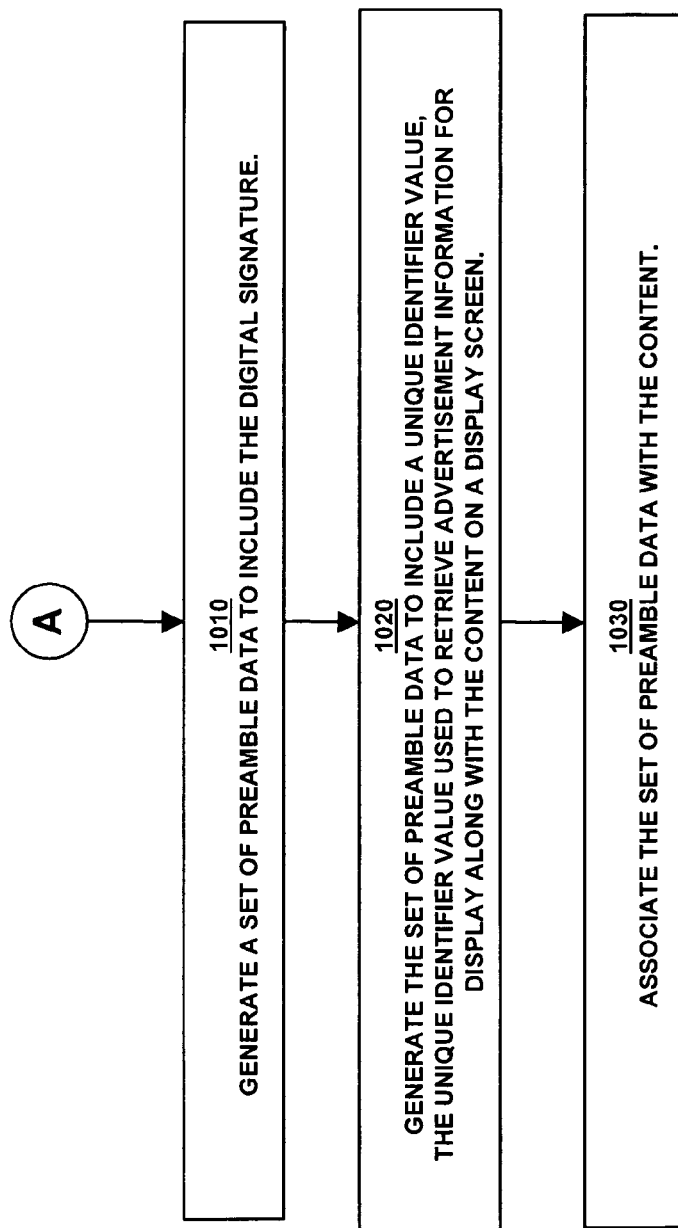 A
1010
GENERATE A SET OF PREAMBLE DATA TO INCLUDE THE DIGITAL SIGNATURE.
1020
GENERATE THE SET OF PREAMBLE DATA TO INCLUDE A UNIQUE IDENTIFIER VALUE,
THE UNIQUE IDENTIFIER VALUE USED TO RETRIEVE ADVERTISEMENT INFORMATION FOR
DISPLAY ALONG WITH THE CONTENT ON A DISPLAY SCREEN.
1030
ASSOCIATE THE SET OF PREAMBLE DATA WITH THE CONTENT.